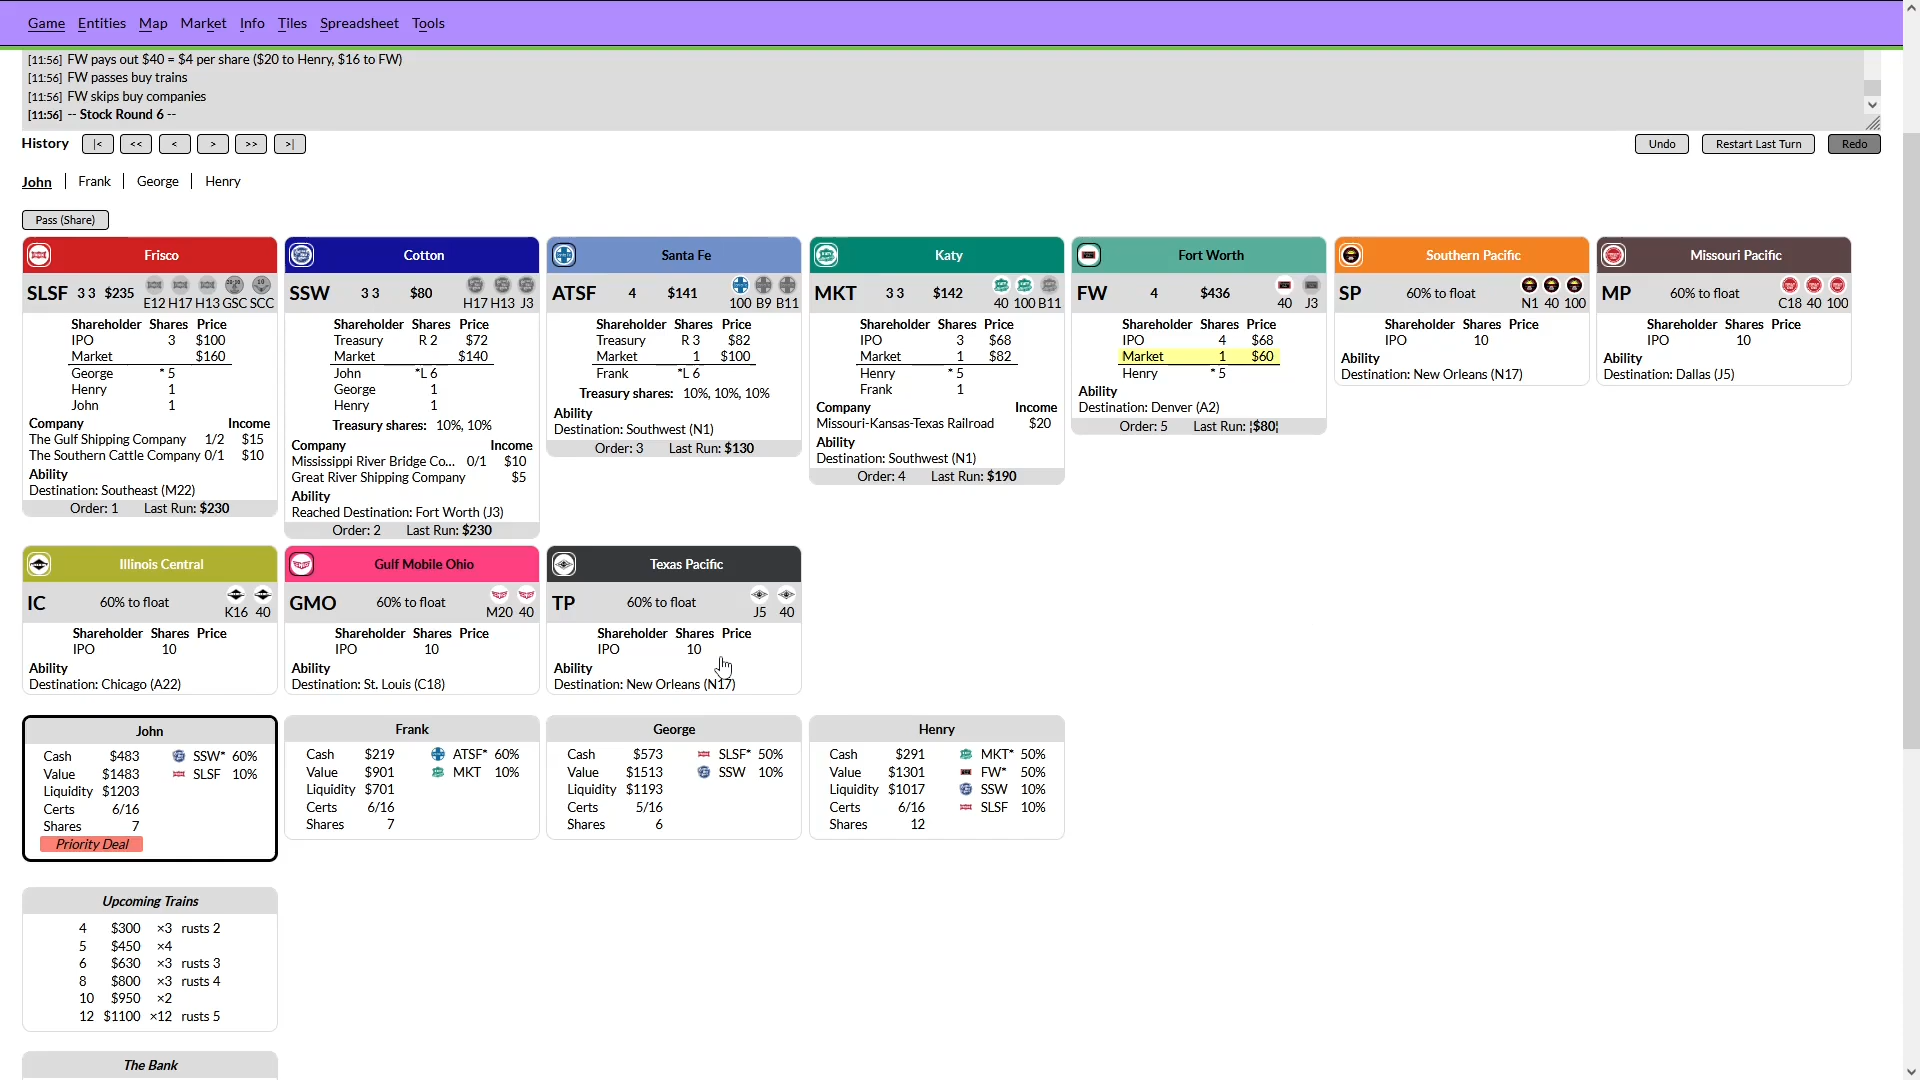 Game Entities Map Market Info Tiles Spreadsheet Tools
[11:56] FW pays out $40 = $4 per share ($20 to Henry, $16 to FW)
[11:56] FW passes buy trains
[11:56] FW skips buy companies
[11:56] -- Stock Round 6 --
History |< << < > >> >| Undo Restart Last Turn Redo
John Frank George Henry
Pass (Share)
Frisco
SLSF 3 3 $235 E12 H17 H13 GSC SCC
Shareholder Shares Price
IPO 3 $100
Market $160
George * 5
Henry 1
John 1
Company Income
The Gulf Shipping Company 1/2 $15
The Southern Cattle Company 0/1 $10
Ability
Destination: Southeast (M22)
Order: 1 Last Run: $230
Cotton
SSW 3 3 $80 H17 H13 J3
Shareholder Shares Price
Treasury R 2 $72
Market $140
John *L 6
George 1
Henry 1
Treasury shares: 10%, 10%
Company Income
Mississippi River Bridge Co... 0/1 $10
Great River Shipping Company $5
Ability
Reached Destination: Fort Worth (J3)
Order: 2 Last Run: $230
Santa Fe
ATSF 4 $141 100 B9 B11
Shareholder Shares Price
Treasury R 3 $82
Market 1 $100
Frank *L 6
Treasury shares: 10%, 10%, 10%
Ability
Destination: Southwest (N1)
Order: 3 Last Run: $130
Katy
MKT 3 3 $142 40 100 B11
Shareholder Shares Price
IPO 3 $68
Market 1 $82
Henry * 5
Frank 1
Company Income
Missouri-Kansas-Texas Railroad $20
Ability
Destination: Southwest (N1)
Order: 4 Last Run: $190
Fort Worth
FW 4 $436 40 J3
Shareholder Shares Price
IPO 4 $68
Market 1 $60
Henry * 5
Ability
Destination: Denver (A2)
Order: 5 Last Run: ¦$80¦
Southern Pacific
SP 60% to float N1 40 100
Shareholder Shares Price
IPO 10
Ability
Destination: New Orleans (N17)
Missouri Pacific
MP 60% to float C18 40 100
Shareholder Shares Price
IPO 10
Ability
Destination: Dallas (J5)
Illinois Central
IC 60% to float K16 40
Shareholder Shares Price
IPO 10
Ability
Destination: Chicago (A22)
Gulf Mobile Ohio
GMO 60% to float M20 40
Shareholder Shares Price
IPO 10
Ability
Destination: St. Louis (C18)
Texas Pacific
TP 60% to float J5 40
Shareholder Shares Price
IPO 10
Ability
Destination: New Orleans (N17)
John
Cash $483 SSW* 60%
Value $1483 SLSF 10%
Liquidity $1203
Certs 6/16
Shares 7
Priority Deal
Frank
Cash $219 ATSF* 60%
Value $901 MKT 10%
Liquidity $701
Certs 6/16
Shares 7
George
Cash $573 SLSF* 50%
Value $1513 SSW 10%
Liquidity $1193
Certs 5/16
Shares 6
Henry
Cash $291 MKT* 50%
Value $1301 FW* 50%
Liquidity $1017 SSW 10%
Certs 6/16 SLSF 10%
Shares 12
Upcoming Trains
4 $300 ×3 rusts 2
5 $450 ×4
6 $630 ×3 rusts 3
8 $800 ×3 rusts 4
10 $950 ×2
12 $1100 ×12 rusts 5
The Bank